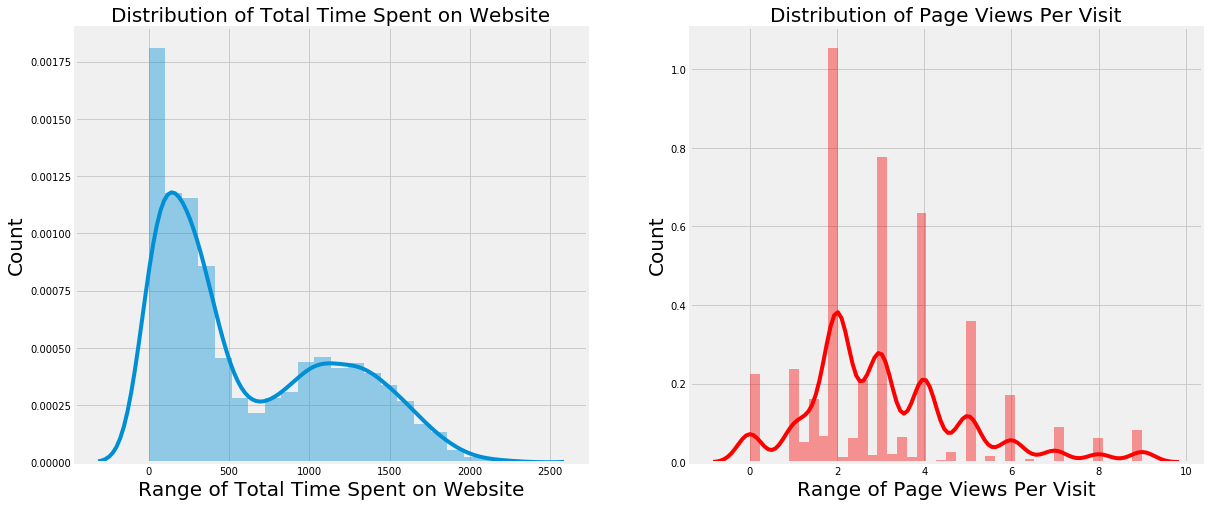 Distribution of Total Time Spent on Website
Count
0.00175
0.00150
0.00125
0.00100
0.00075
0.00050
0.00025
0.00000
0 500 1000 1500 2000 2500
Range of Total Time Spent on Website
Distribution of Page Views Per Visit
Count
1.0
0.8
0.6
0.4
0.2
0.0
0 2 4 6 8 10
Range of Page Views Per Visit